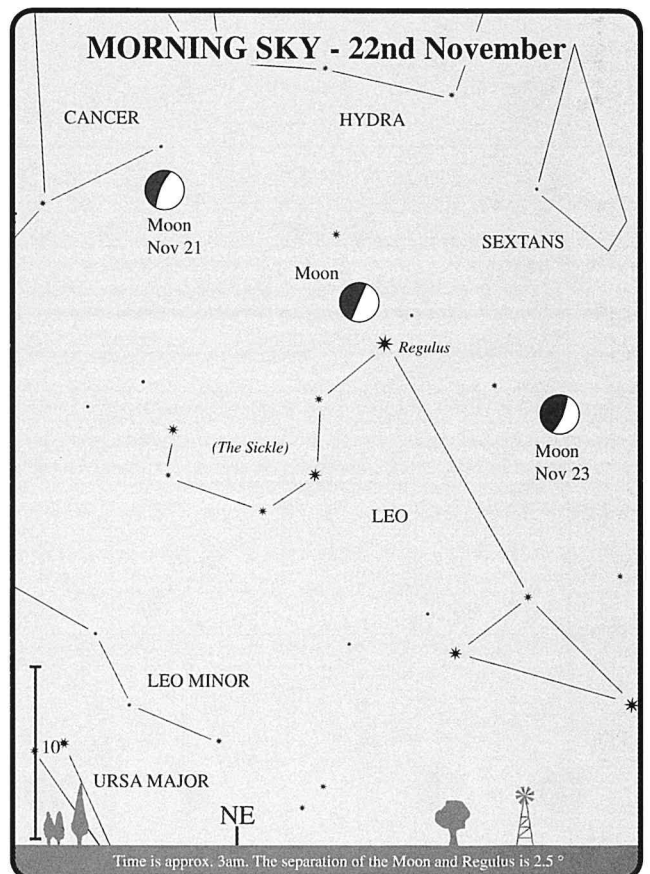 MORNING SKY - 22nd November
CANCER
HYDRA
Moon
Nov 21
SEXTANS
Moon
Regulus
(The Sickle)
Moon
Nov 23
LEO
LEO MINOR
10°
URSA MAJOR
NE
Time is approx. 3am. The separation of the Moon and Regulus is 2.5 °